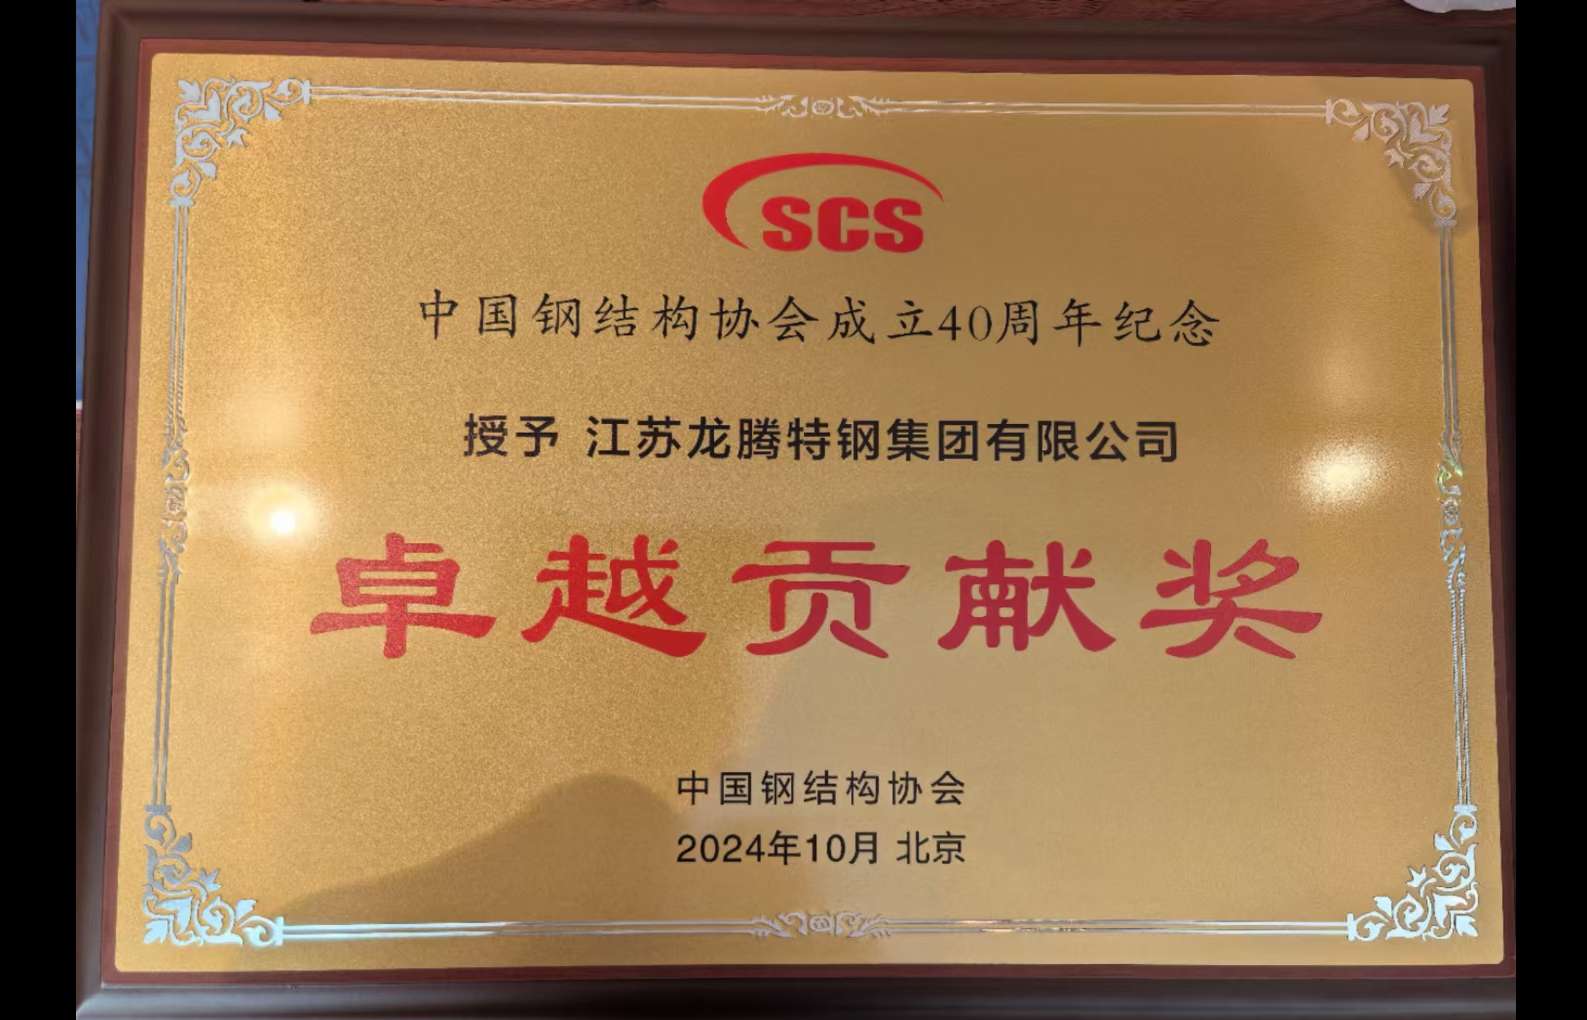 SCS
中国钢结构协会成立40周年纪念
授予 江苏龙腾特钢集团有限公司
卓越贡献奖
中国钢结构协会
2024年10月 北京